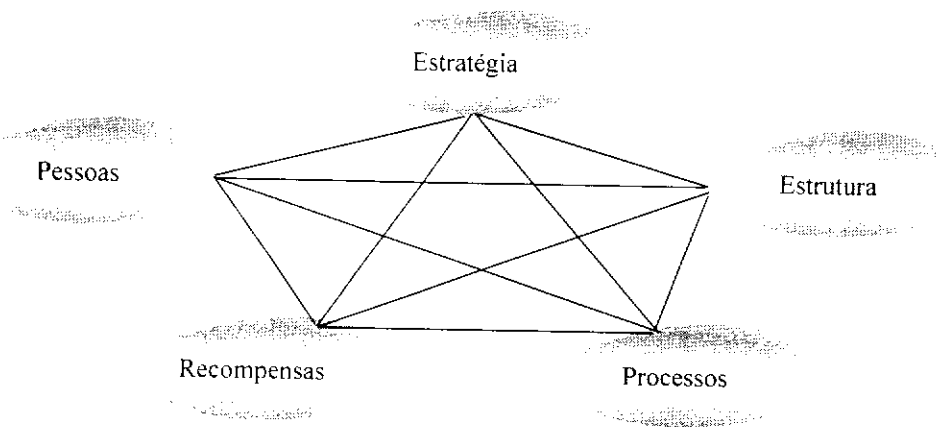 Estratégia
Pessoas
Estrutura
Recompensas
Processos